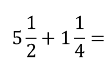 5 1/2 + 1 1/4 =